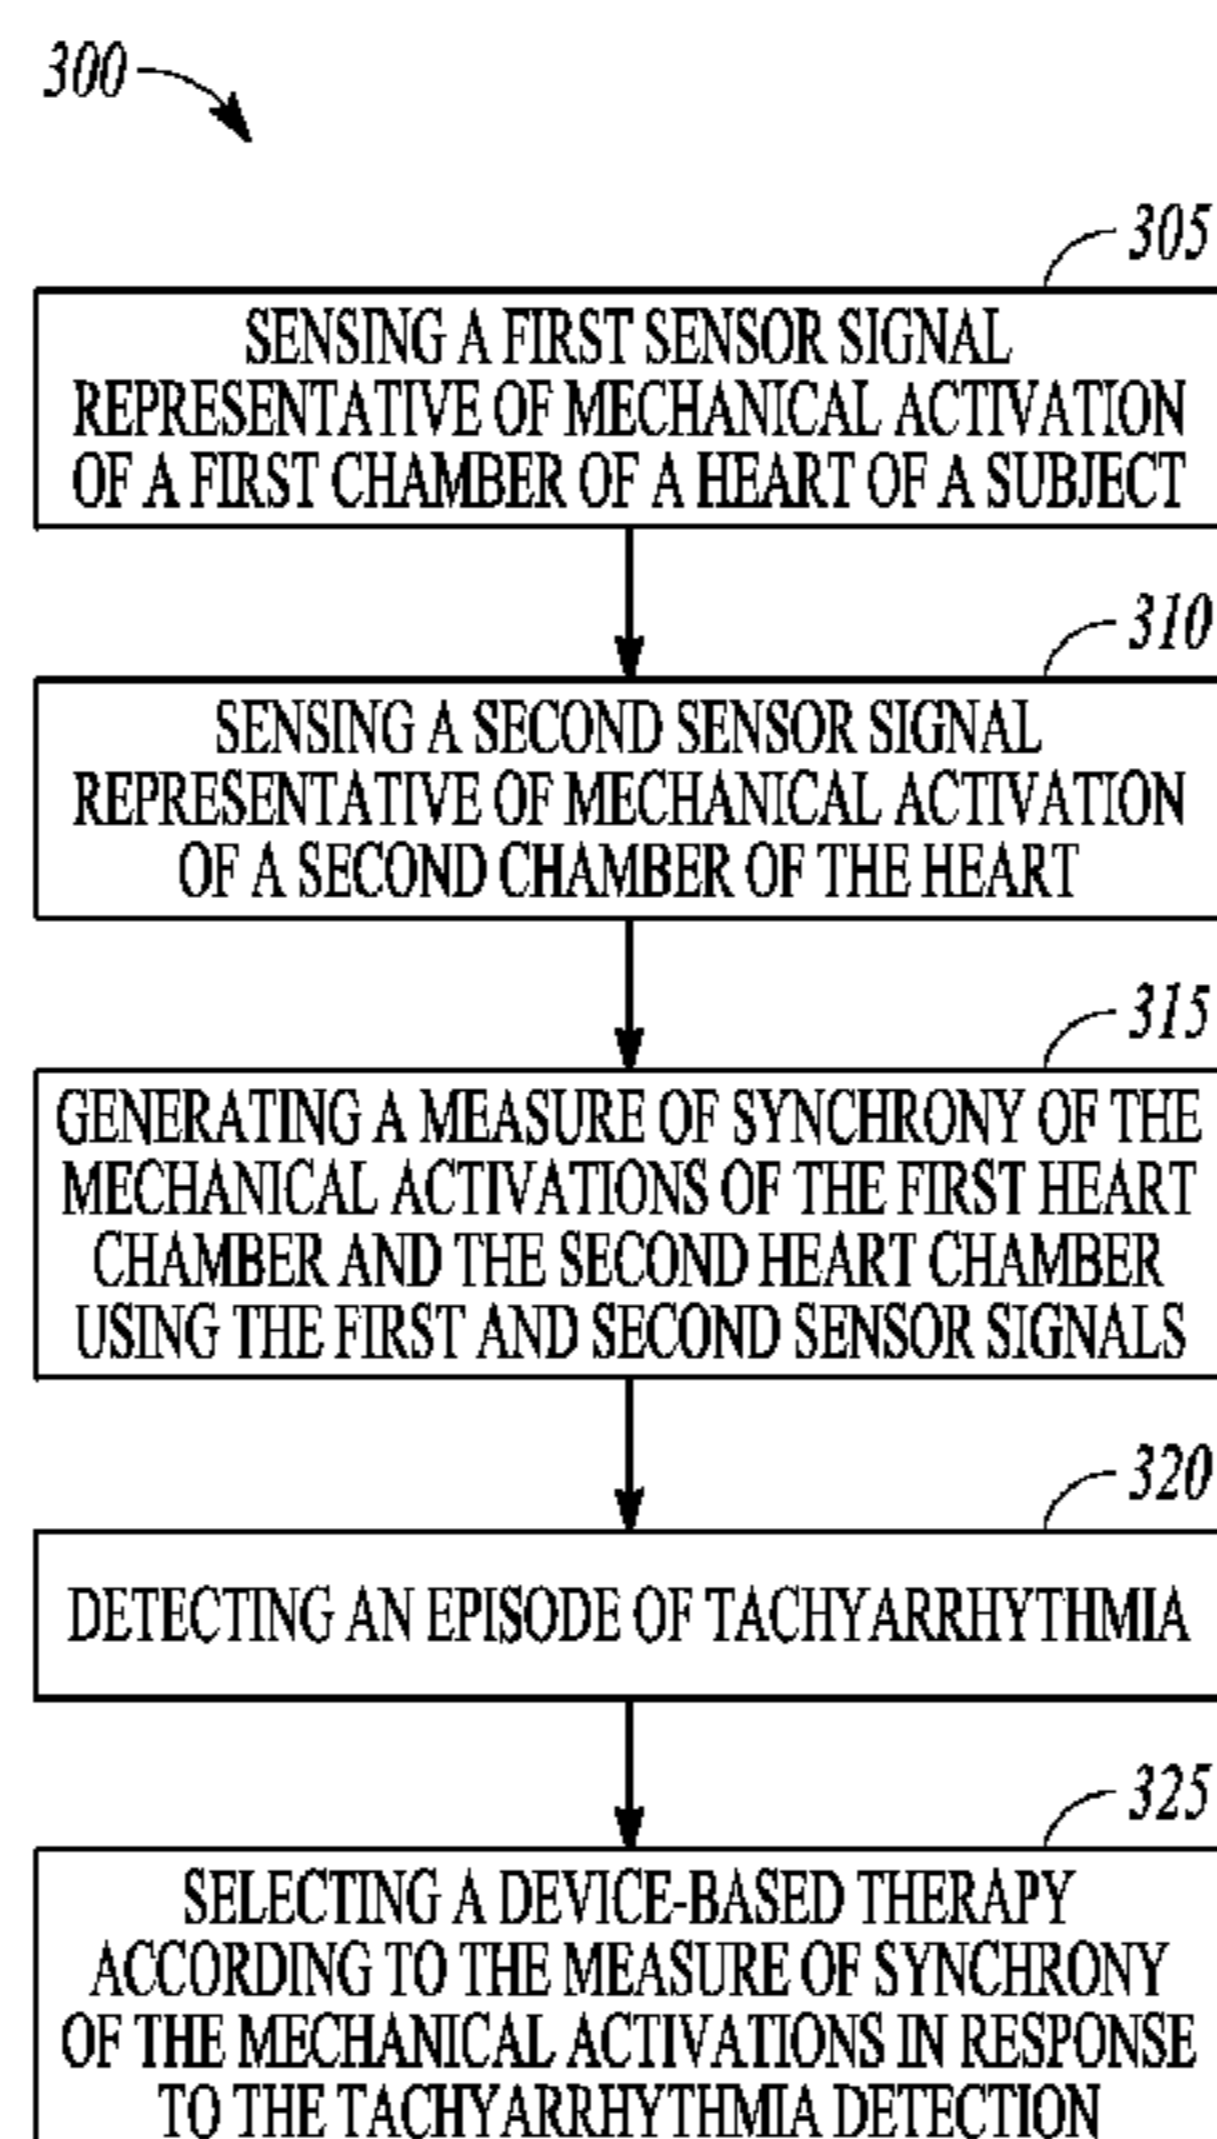 300
305
SENSING A FIRST SENSOR SIGNAL
REPRESENTATIVE OF MECHANICAL ACTIVATION
OF A FIRST CHAMBER OF A HEART OF A SUBJECT
310
SENSING A SECOND SENSOR SIGNAL
REPRESENTATIVE OF MECHANICAL ACTIVATION
OF A SECOND CHAMBER OF THE HEART
315
GENERATING A MEASURE OF SYNCHRONY OF THE
MECHANICAL ACTIVATIONS OF THE FIRST HEART
CHAMBER AND THE SECOND HEART CHAMBER
USING THE FIRST AND SECOND SENSOR SIGNALS
320
DETECTING AN EPISODE OF TACHYARRHYTHMIA
325
SELECTING A DEVICE-BASED THERAPY
ACCORDING TO THE MEASURE OF SYNCHRONY
OF THE MECHANICAL ACTIVATIONS IN RESPONSE
TO THE TACHYARRHYTHMIA DETECTION